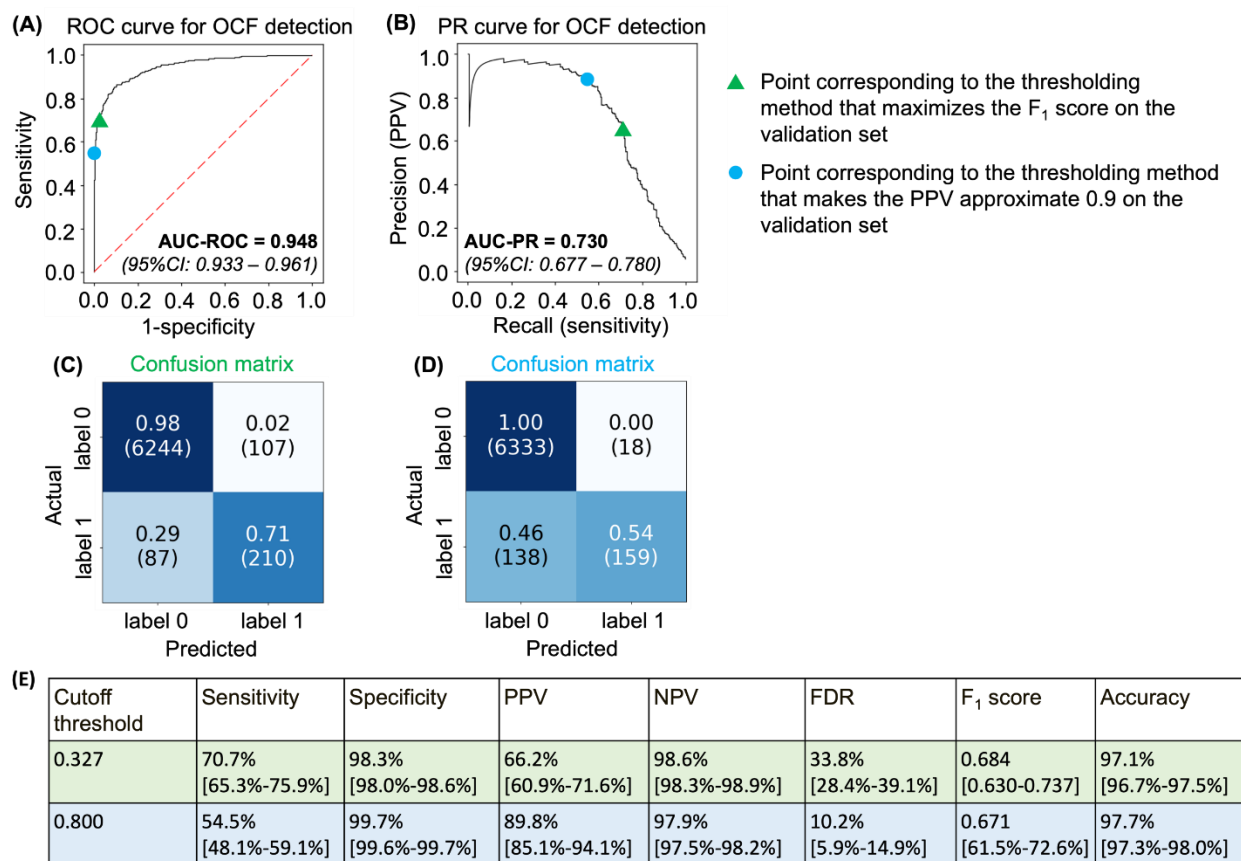 (A) ROC curve for OCF detection
1.0
0.8
0.6
0.4
0.2
0.0
Sensitivity
AUC-ROC = 0.948
(95%CI: 0.933 – 0.961)
0.0 0.2 0.4 0.6 0.8 1.0
1-specificity
(B) PR curve for OCF detection
1.0
0.8
0.6
0.4
0.2
0.0
Precision (PPV)
AUC-PR = 0.730
(95%CI: 0.677 – 0.780)
0.0 0.2 0.4 0.6 0.8 1.0
Recall (sensitivity)
Point corresponding to the thresholding
method that maximizes the F₁ score on the
validation set
Point corresponding to the thresholding method
that makes the PPV approximate 0.9 on the
validation set
(C) Confusion matrix
Actual
label 0
label 1
0.98
(6244)
0.02
(107)
0.29
(87)
0.71
(210)
label 0 label 1
Predicted
(D) Confusion matrix
Actual
label 0
label 1
1.00
(6333)
0.00
(18)
0.46
(138)
0.54
(159)
label 0 label 1
Predicted
(E)
Cutoff threshold Sensitivity Specificity PPV NPV FDR F₁ score Accuracy
0.327 70.7% 98.3% 66.2% 98.6% 33.8% 0.684 97.1%
[65.3%-75.9%] [98.0%-98.6%] [60.9%-71.6%] [98.3%-98.9%] [28.4%-39.1%] [0.630-0.737] [96.7%-97.5%]
0.800 54.5% 99.7% 89.8% 97.9% 10.2% 0.671 97.7%
[48.1%-59.1%] [99.6%-99.7%] [85.1%-94.1%] [97.5%-98.2%] [5.9%-14.9%] [61.5%-72.6%] [97.3%-98.0%]